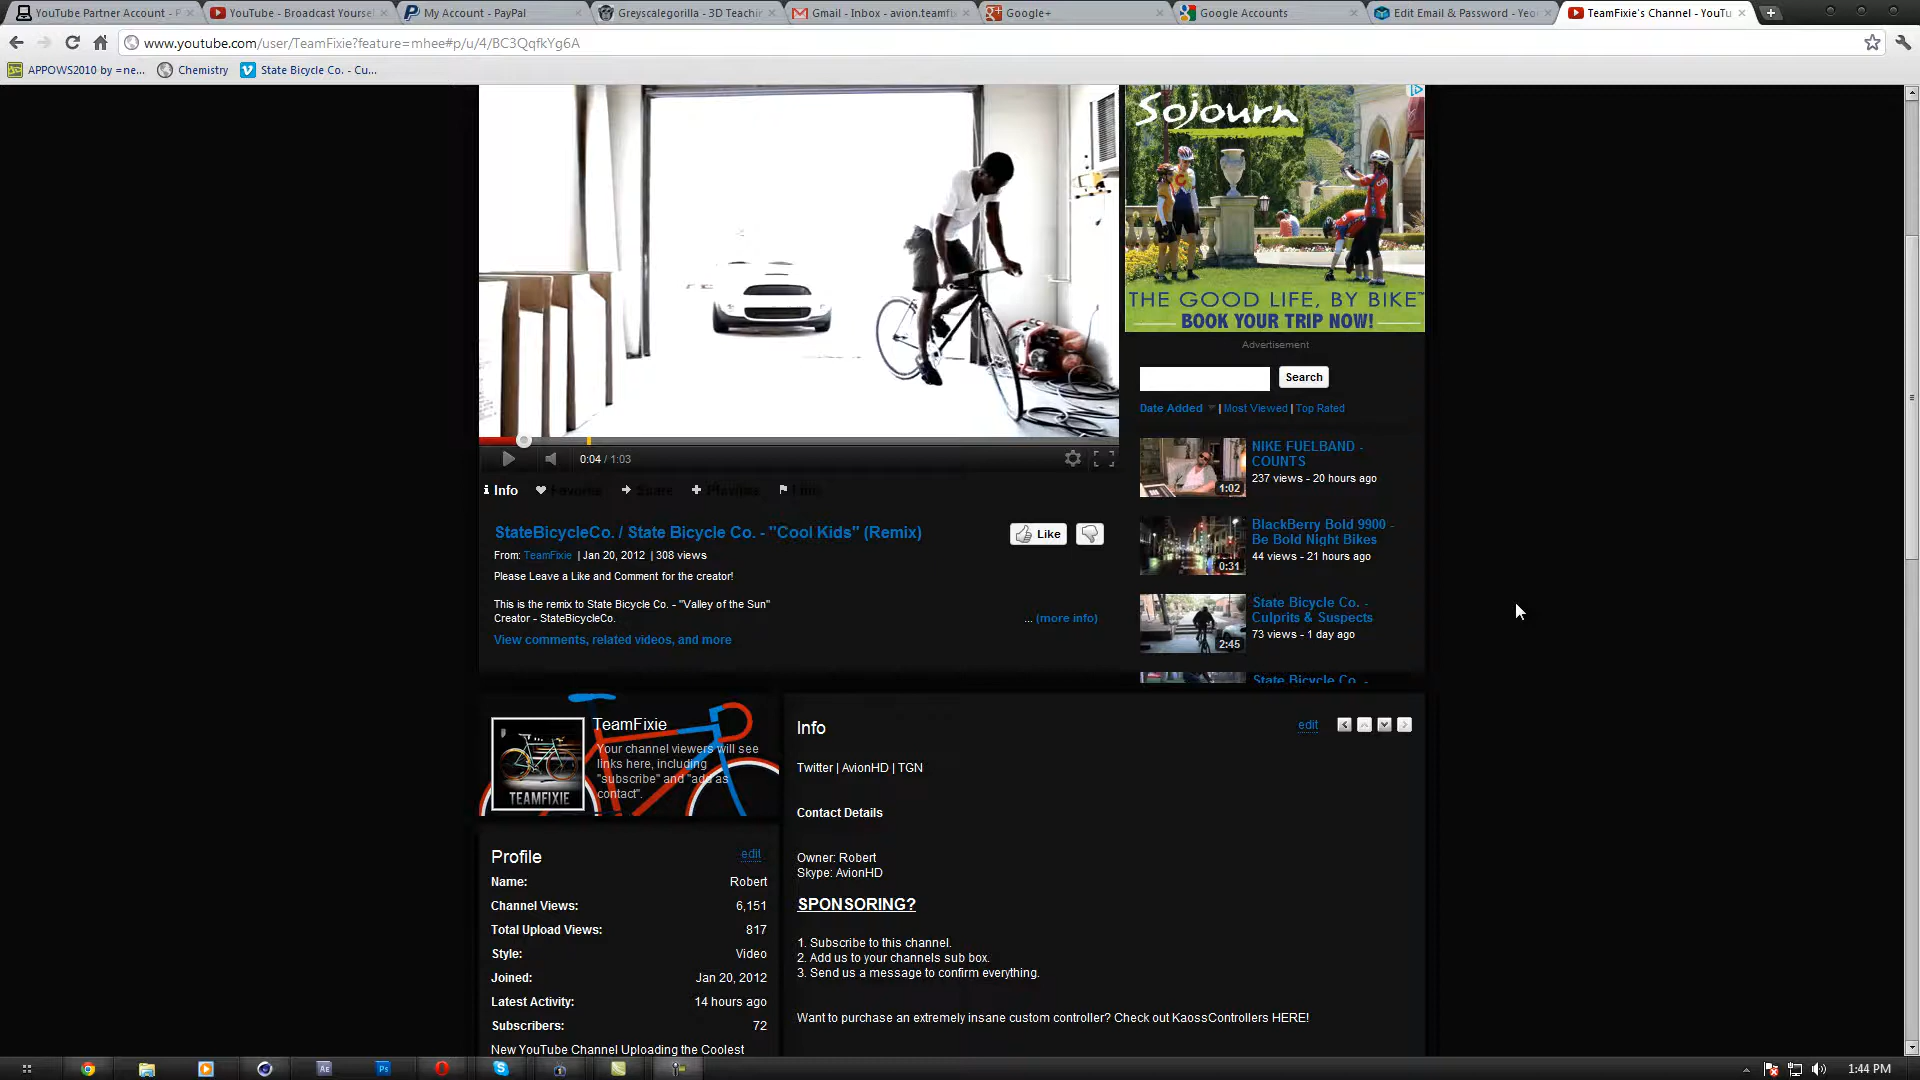 YouTube Partner Account - P
YouTube - Broadcast Yoursel
My Account - PayPal
Greyscalegorilla - 3D Teachin
Gmail - Inbox - avion.teamfi
Google+
Google Accounts
Edit Email & Password - Yeo
TeamFixie's Channel - YouTu
www.youtube.com/user/TeamFixie?feature=mhee#p/u/4/BC3QqfkYg6A
APPOWS2010 by =ne...
Chemistry
State Bicycle Co. - Cu...
Sojourn
THE GOOD LIFE, BY BIKE
BOOK YOUR TRIP NOW!
Advertisement
Search
Date Added | Most Viewed | Top Rated
NIKE FUELBAND -
COUNTS
237 views - 20 hours ago
1:02
BlackBerry Bold 9900 -
Be Bold Night Bikes
44 views - 21 hours ago
0:31
State Bicycle Co. -
Culprits & Suspects
73 views - 1 day ago
2:45
State Bicycle Co. -
0:04 / 1:03
Info
Favorite
Share
Playlists
Flag
StateBicycleCo. / State Bicycle Co. - "Cool Kids" (Remix)
Like
From: TeamFixie | Jan 20, 2012 | 308 views
Please Leave a Like and Comment for the creator!
This is the remix to State Bicycle Co. - "Valley of the Sun"
Creator - StateBicycleCo.
... (more info)
View comments, related videos, and more
TeamFixie
Your channel viewers will see
links here, including
"subscribe" and "add as
contact".
TEAMFIXIE
Profile
edit
Name: Robert
Channel Views: 6,151
Total Upload Views: 817
Style: Video
Joined: Jan 20, 2012
Latest Activity: 14 hours ago
Subscribers: 72
New YouTube Channel Uploading the Coolest
Info
edit
Twitter | AvionHD | TGN
Contact Details
Owner: Robert
Skype: AvionHD
SPONSORING?
1. Subscribe to this channel.
2. Add us to your channels sub box.
3. Send us a message to confirm everything.
Want to purchase an extremely insane custom controller? Check out KaossControllers HERE!
Ae
Ps
1:44 PM